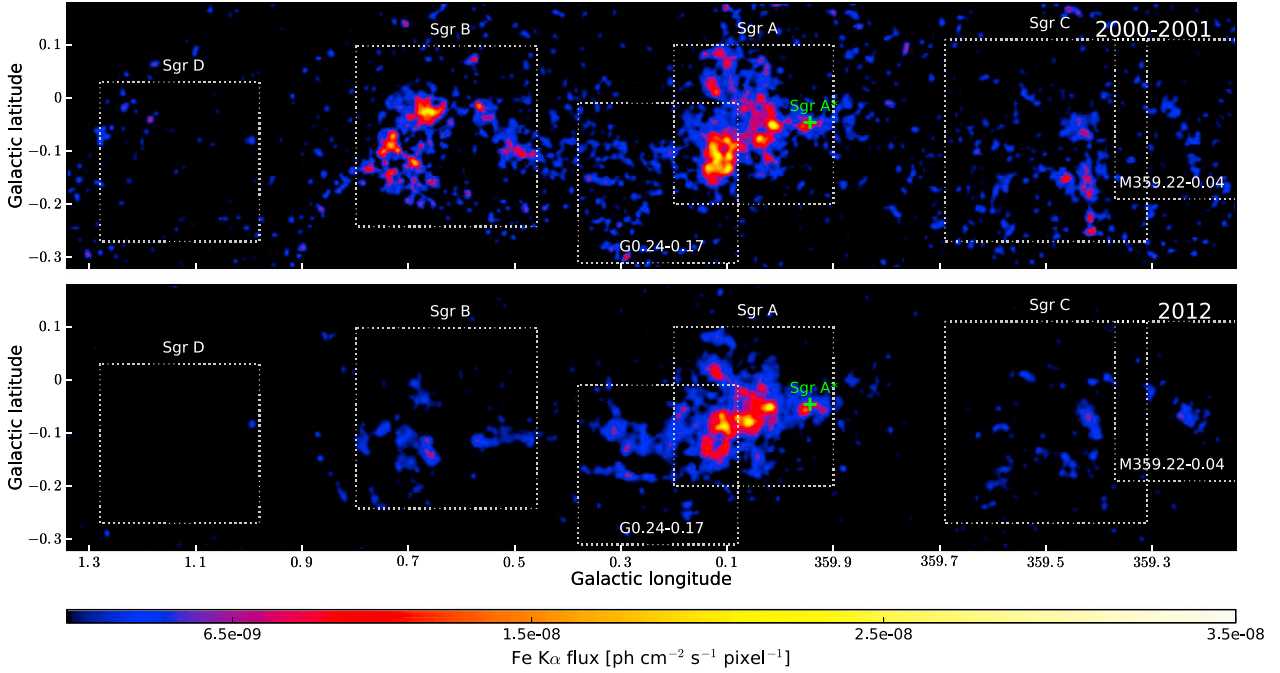 2000-2001
Sgr D
Sgr B
Sgr A
Sgr C
Sgr A*
M359.22-0.04
G0.24-0.17
Galactic latitude
0.1
0
−0.1
−0.2
−0.3
2012
Sgr D
Sgr B
Sgr A
Sgr C
Sgr A*
M359.22-0.04
G0.24-0.17
Galactic latitude
0.1
0
−0.1
−0.2
−0.3
1.3 1.1 0.9 0.7 0.5 0.3 0.1 359.9 359.7 359.5 359.3
Galactic longitude
6.5e-09 1.5e-08 2.5e-08 3.5e-08
Fe Kα flux [ph cm⁻² s⁻¹ pixel⁻¹]